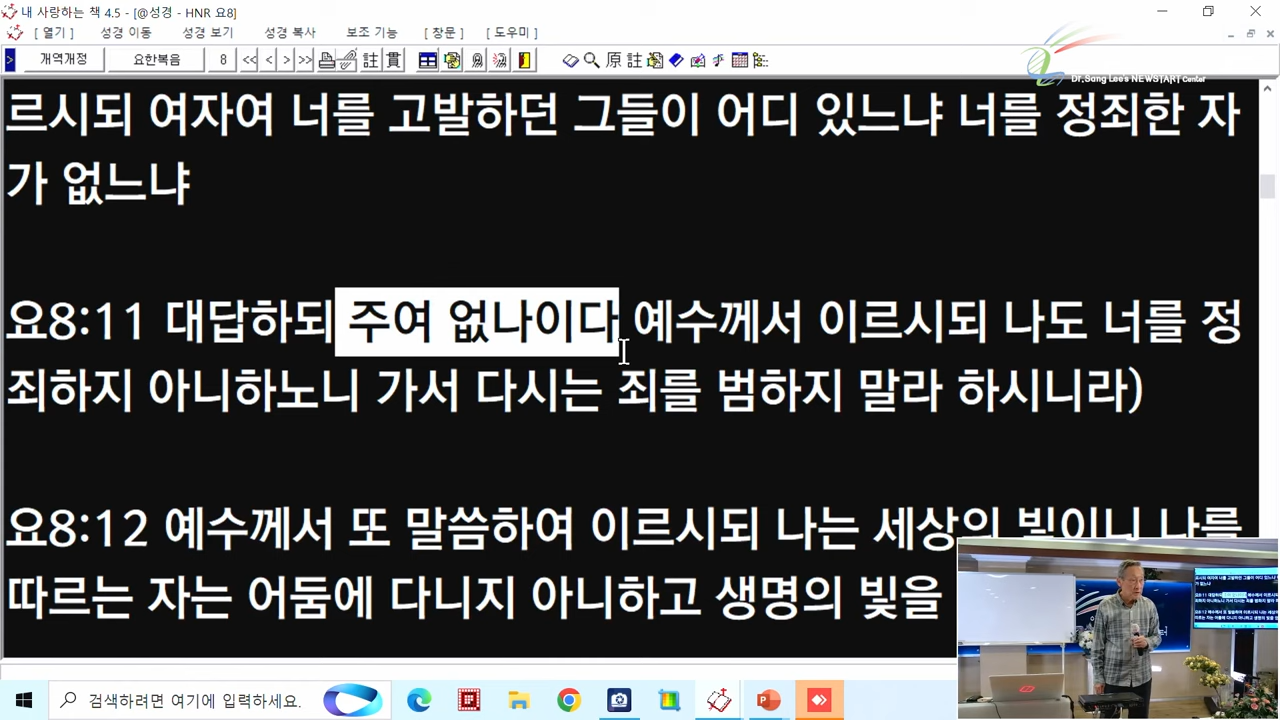 내 사랑하는 책 4.5 - [@성경 - HNR 요8]
[ 열기 ] 성경 이동 성경 보기 성경 복사 보조 기능 [ 창문 ] [ 도우미 ]
개역개정 요한복음 8 << < > >> 註 貫 原 註
Dr.Sang Lee's NEWSTART Center
르시되 여자여 너를 고발하던 그들이 어디 있느냐 너를 정죄한 자
가 없느냐
요8:11 대답하되 주여 없나이다 예수께서 이르시되 나도 너를 정
죄하지 아니하노니 가서 다시는 죄를 범하지 말라 하시니라)
요8:12 예수께서 또 말씀하여 이르시되 나는 세상의 빛이니 나를
따르는 자는 어둠에 다니지 아니하고 생명의 빛을
검색하려면 여기에 입력하세요.